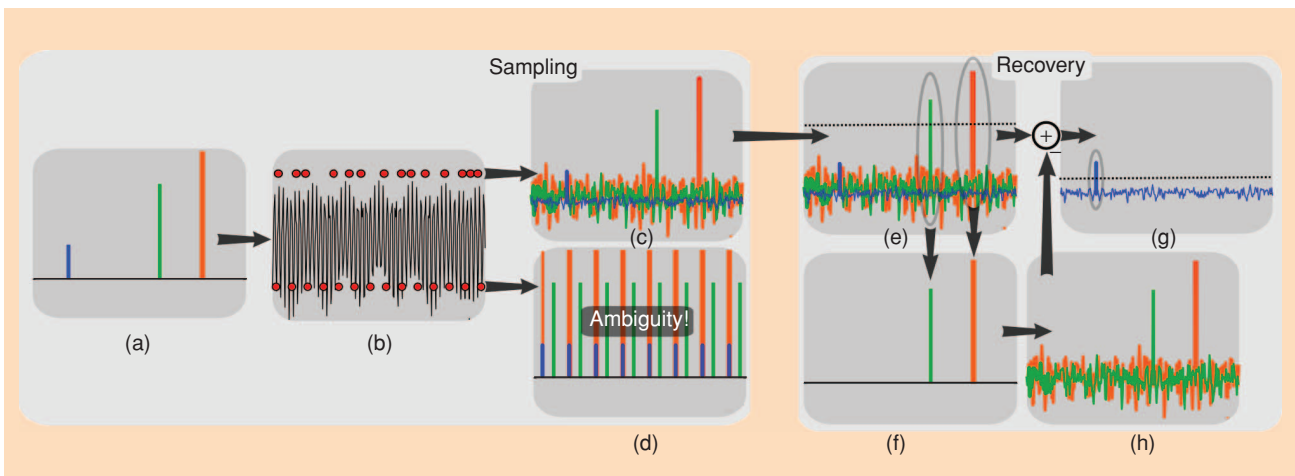 Sampling
Recovery
(a)
(b)
(c)
Ambiguity!
(d)
(e)
+
−
(g)
(f)
(h)